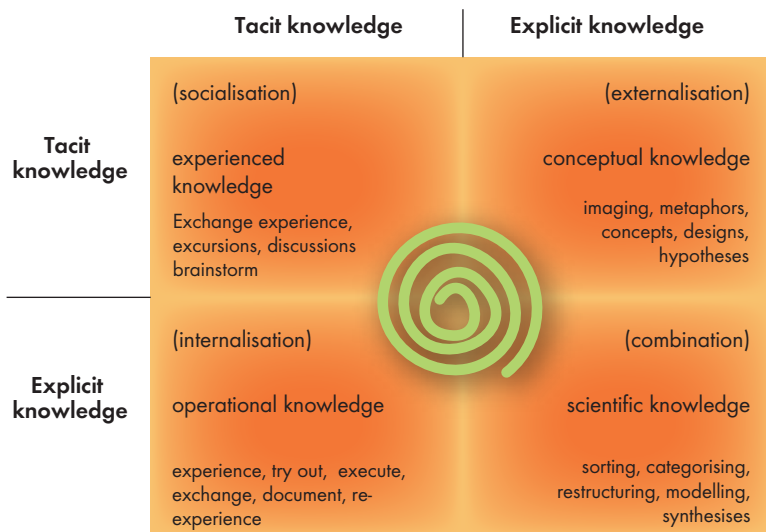 Tacit knowledge
Explicit knowledge
Tacit
knowledge
(socialisation)
experienced
knowledge
Exchange experience,
excursions, discussions
brainstorm
(externalisation)
conceptual knowledge
imaging, metaphors,
concepts, designs,
hypotheses
Explicit
knowledge
(internalisation)
operational knowledge
experience, try out, execute,
exchange, document, re-
experience
(combination)
scientific knowledge
sorting, categorising,
restructuring, modelling,
synthesises